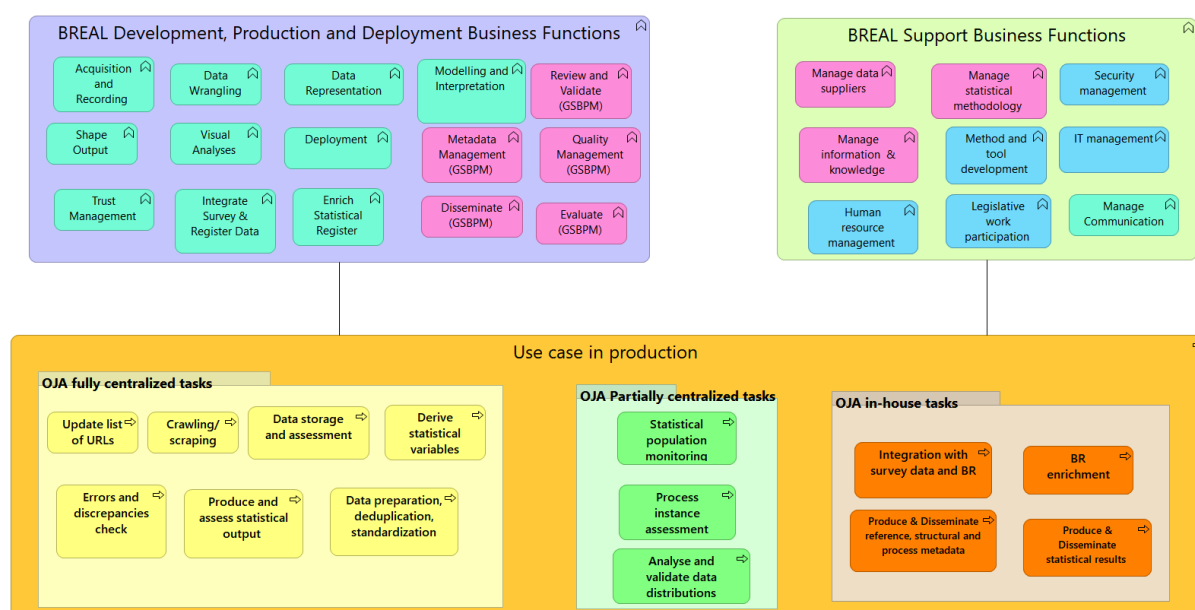 BREAL Development, Production and Deployment Business Functions
Acquisition
and
Recording
Data
Wrangling
Data
Representation
Modelling and
Interpretation
Review and
Validate
(GSBPM)
Shape
Output
Visual
Analyses
Deployment
Metadata
Management
(GSBPM)
Quality
Management
(GSBPM)
Trust
Management
Integrate
Survey &
Register Data
Enrich
Statistical
Register
Disseminate
(GSBPM)
Evaluate
(GSBPM)
BREAL Support Business Functions
Manage data
suppliers
Manage
statistical
methodology
Security
management
Manage
information &
knowledge
Method and
tool
development
IT management
Human
resource
management
Legislative
work
participation
Manage
Communication
Use case in production
OJA fully centralized tasks
Update list
of URLs
Crawling/
scraping
Data storage
and assessment
Derive
statistical
variables
Errors and
discrepancies
check
Produce and
assess statistical
output
Data preparation,
deduplication,
standardization
OJA Partially centralized tasks
Statistical
population
monitoring
Process
instance
assessment
Analyse and
validate data
distributions
OJA in-house tasks
Integration with
survey data and BR
BR
enrichment
Produce & Disseminate
reference, structural and
process metadata
Produce &
Disseminate
statistical results